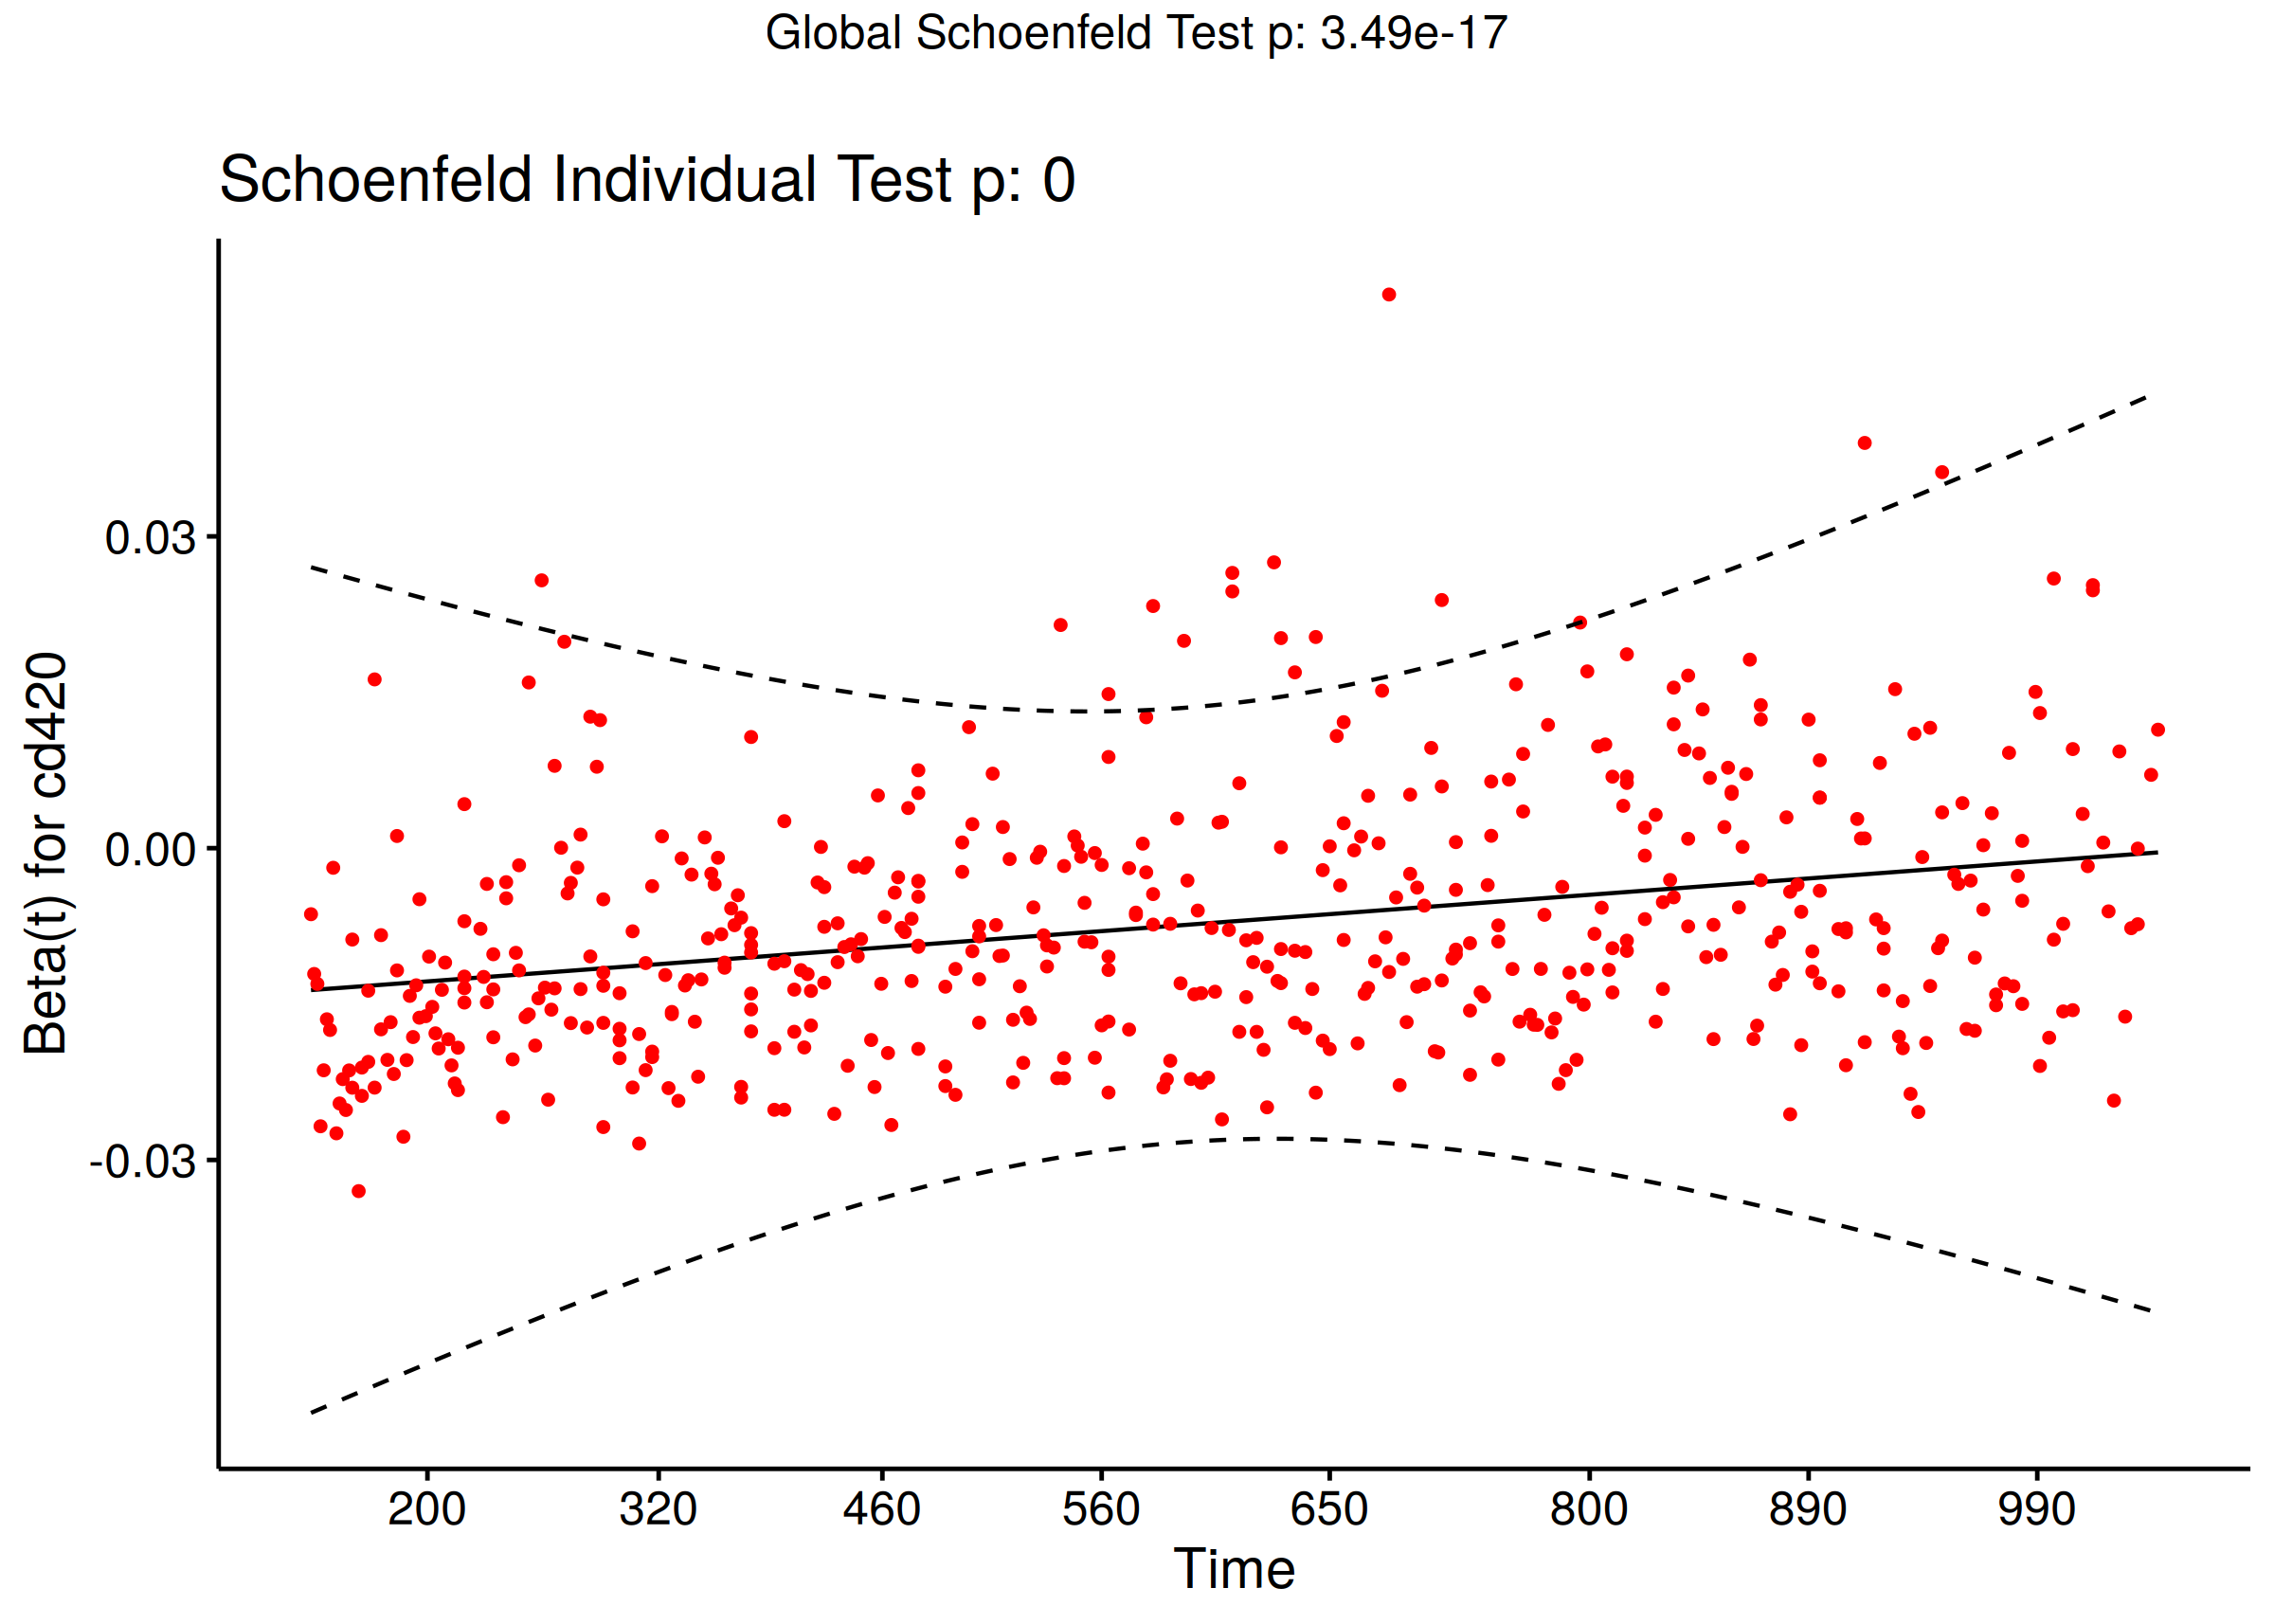 Global Schoenfeld Test p: 3.49e-17
Schoenfeld Individual Test p: 0
Beta(t) for cd420
0.03
0.00
-0.03
200 320 460 560 650 800 890 990
Time